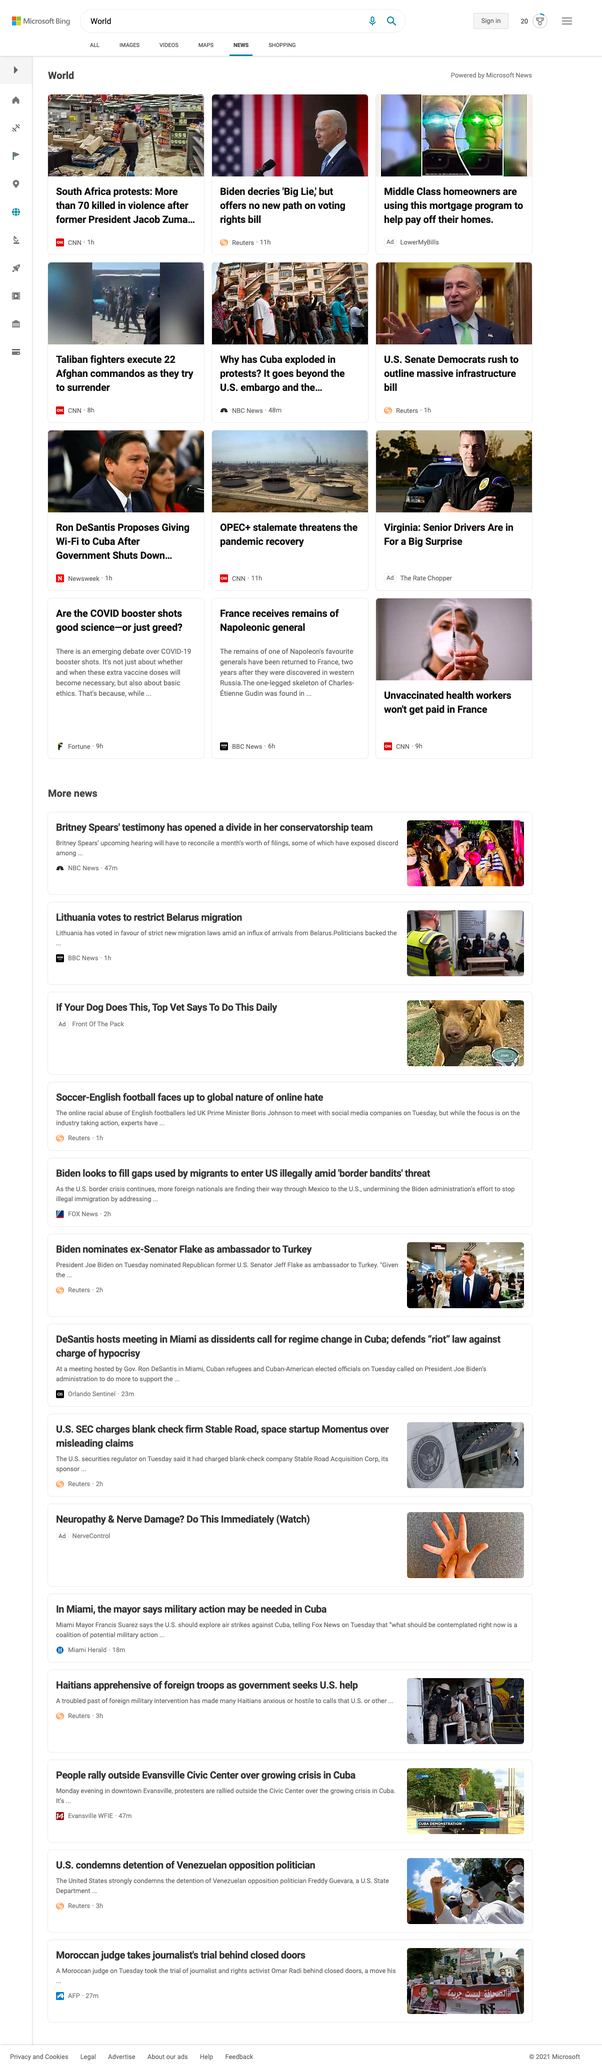 Microsoft Bing
World
Sign in
20
ALL IMAGES VIDEOS MAPS NEWS SHOPPING
World
Powered by Microsoft News
South Africa protests: More
than 70 killed in violence after
former President Jacob Zuma...
CNN · 1h
Biden decries 'Big Lie,' but
offers no new path on voting
rights bill
Reuters · 11h
Middle Class homeowners are
using this mortgage program to
help pay off their homes.
Ad LowerMyBills
Taliban fighters execute 22
Afghan commandos as they try
to surrender
CNN · 8h
Why has Cuba exploded in
protests? It goes beyond the
U.S. embargo and the...
NBC News · 48m
U.S. Senate Democrats rush to
outline massive infrastructure
bill
Reuters · 1h
Ron DeSantis Proposes Giving
Wi-Fi to Cuba After
Government Shuts Down...
Newsweek · 1h
OPEC+ stalemate threatens the
pandemic recovery
CNN · 11h
Virginia: Senior Drivers Are in
For a Big Surprise
Ad The Rate Chopper
Are the COVID booster shots
good science—or just greed?
There is an emerging debate over COVID-19
booster shots. It's not just about whether
and when these extra vaccine doses will
become necessary, but also about basic
ethics. That's because, while ...
Fortune · 9h
France receives remains of
Napoleonic general
The remains of one of Napoleon's favourite
generals have been returned to France, two
years after they were discovered in western
Russia.The one-legged skeleton of Charles-
Étienne Gudin was found in ...
BBC News · 6h
Unvaccinated health workers
won't get paid in France
CNN · 9h
More news
Britney Spears' testimony has opened a divide in her conservatorship team
Britney Spears' upcoming hearing will have to reconcile a month's worth of filings, some of which have exposed discord
among ...
NBC News · 47m
Lithuania votes to restrict Belarus migration
Lithuania has voted in favour of strict new migration laws amid an influx of arrivals from Belarus.Politicians backed the
...
BBC News · 1h
If Your Dog Does This, Top Vet Says To Do This Daily
Ad Front Of The Pack
Soccer-English football faces up to global nature of online hate
The online racial abuse of English footballers led UK Prime Minister Boris Johnson to meet with social media companies on Tuesday, but while the focus is on the
industry taking action, experts have ...
Reuters · 1h
Biden looks to fill gaps used by migrants to enter US illegally amid 'border bandits' threat
As the U.S. border crisis continues, more foreign nationals are finding their way through Mexico to the U.S., undermining the Biden administration's effort to stop
illegal immigration by addressing ...
FOX News · 2h
Biden nominates ex-Senator Flake as ambassador to Turkey
President Joe Biden on Tuesday nominated Republican former U.S. Senator Jeff Flake as ambassador to Turkey. "Given
the ...
Reuters · 2h
DeSantis hosts meeting in Miami as dissidents call for regime change in Cuba; defends “riot” law against
charge of hypocrisy
At a meeting hosted by Gov. Ron DeSantis in Miami, Cuban refugees and Cuban-American elected officials on Tuesday called on President Joe Biden's
administration to do more to support the ...
Orlando Sentinel · 23m
U.S. SEC charges blank check firm Stable Road, space startup Momentus over
misleading claims
The U.S. securities regulator on Tuesday said it had charged blank-check company Stable Road Acquisition Corp, its
sponsor ...
Reuters · 2h
Neuropathy & Nerve Damage? Do This Immediately (Watch)
Ad NerveControl
In Miami, the mayor says military action may be needed in Cuba
Miami Mayor Francis Suarez says the U.S. should explore air strikes against Cuba, telling Fox News on Tuesday that "what should be contemplated right now is a
coalition of potential military action ...
Miami Herald · 18m
Haitians apprehensive of foreign troops as government seeks U.S. help
A troubled past of foreign military intervention has made many Haitians anxious or hostile to calls that U.S. or other ...
Reuters · 3h
People rally outside Evansville Civic Center over growing crisis in Cuba
Monday evening in downtown Evansville, protesters are rallied outside the Civic Center over the growing crisis in Cuba.
It's ...
Evansville WFIE · 47m
CUBA DEMONSTRATION
U.S. condemns detention of Venezuelan opposition politician
The United States strongly condemns the detention of Venezuelan opposition politician Freddy Guevara, a U.S. State
Department ...
Reuters · 3h
Moroccan judge takes journalist's trial behind closed doors
A Moroccan judge on Tuesday took the trial of journalist and rights activist Omar Radi behind closed doors, a move his
...
AFP · 27m
Privacy and Cookies Legal Advertise About our ads Help Feedback
© 2021 Microsoft